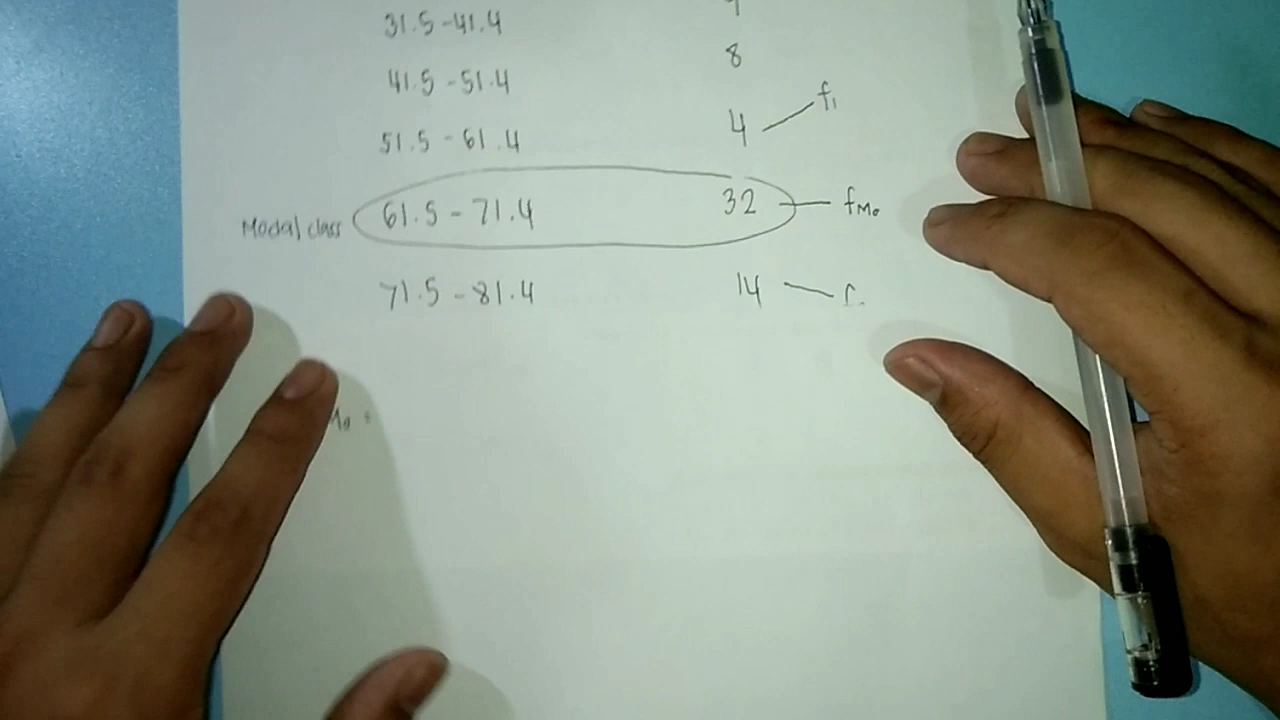 31.5-41.4
41.5-51.4 8
51.5-61.4 4 f1
Modal class 61.5-71.4 32 fMo
71.5-81.4 14
Mo =